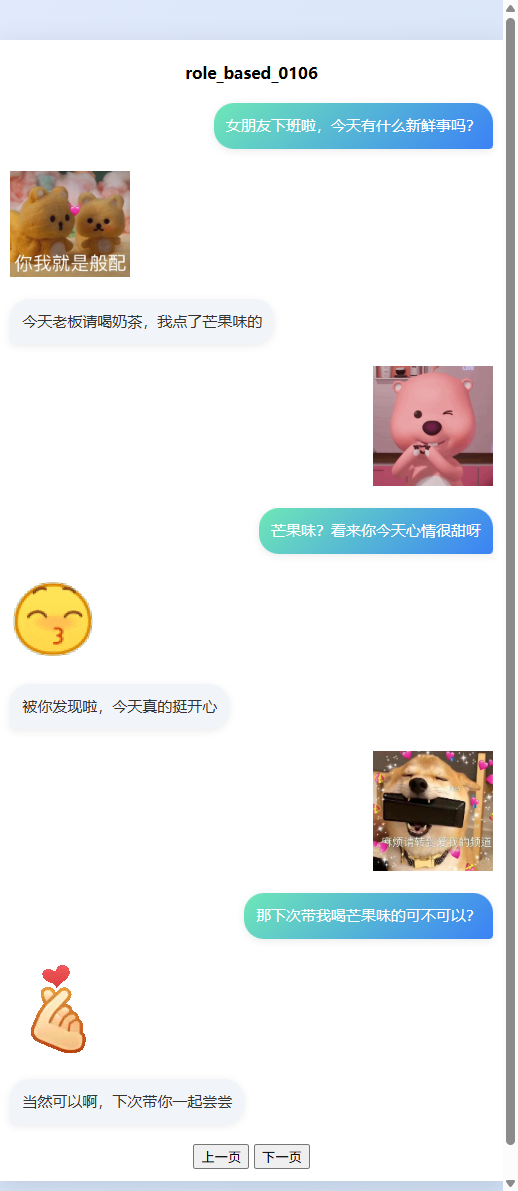 role_based_0106
女朋友下班啦，今天有什么新鲜事吗？
你我就是般配
今天老板请喝奶茶，我点了芒果味的
芒果味？看来你今天心情很甜呀
被你发现啦，今天真的挺开心
麻烦请转到爱我的频道
那下次带我喝芒果味的可不可以？
当然可以啊，下次带你一起尝尝
上一页 下一页